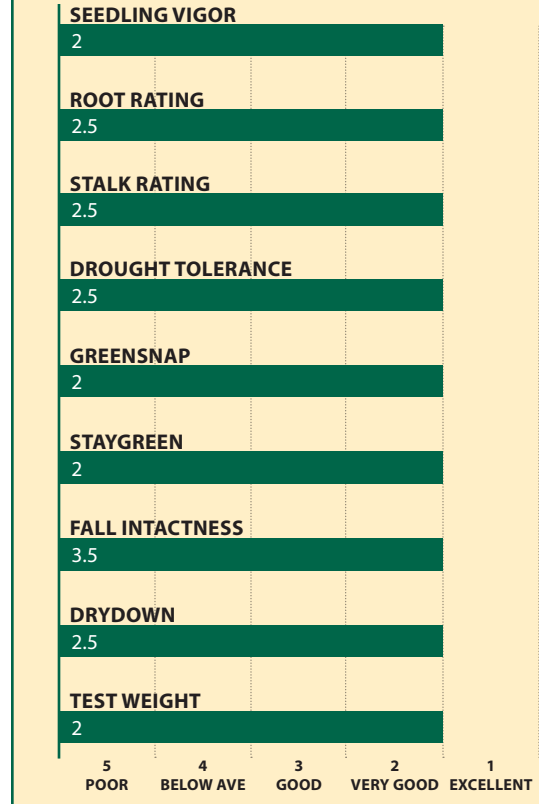 SEEDLING VIGOR
2
ROOT RATING
2.5
STALK RATING
2.5
DROUGHT TOLERANCE
2.5
GREENSNAP
2
STAYGREEN
2
FALL INTACTNESS
3.5
DRYDOWN
2.5
TEST WEIGHT
2
5 4 3 2 1
POOR BELOW AVE GOOD VERY GOOD EXCELLENT